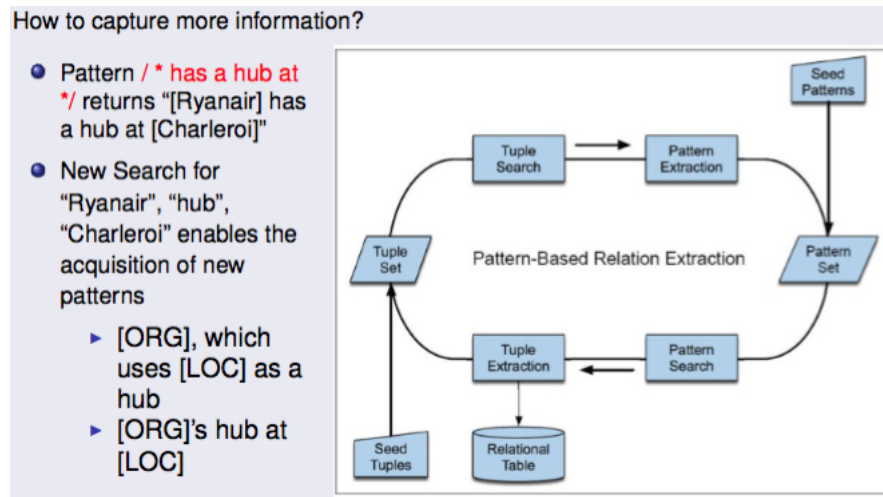 How to capture more information?
Pattern / * has a hub at
*/ returns “[Ryanair] has
a hub at [Charleroi]"
New Search for
“Ryanair”, “hub”,
“Charleroi” enables the
acquisition of new
patterns
[ORG], which
uses [LOC] as a
hub
[ORG]’s hub at
[LOC]
Seed
Patterns
Tuple
Search
Pattern
Extraction
Tuple
Set
Pattern-Based Relation Extraction
Pattern
Set
Tuple
Extraction
Pattern
Search
Seed
Tuples
Relational
Table